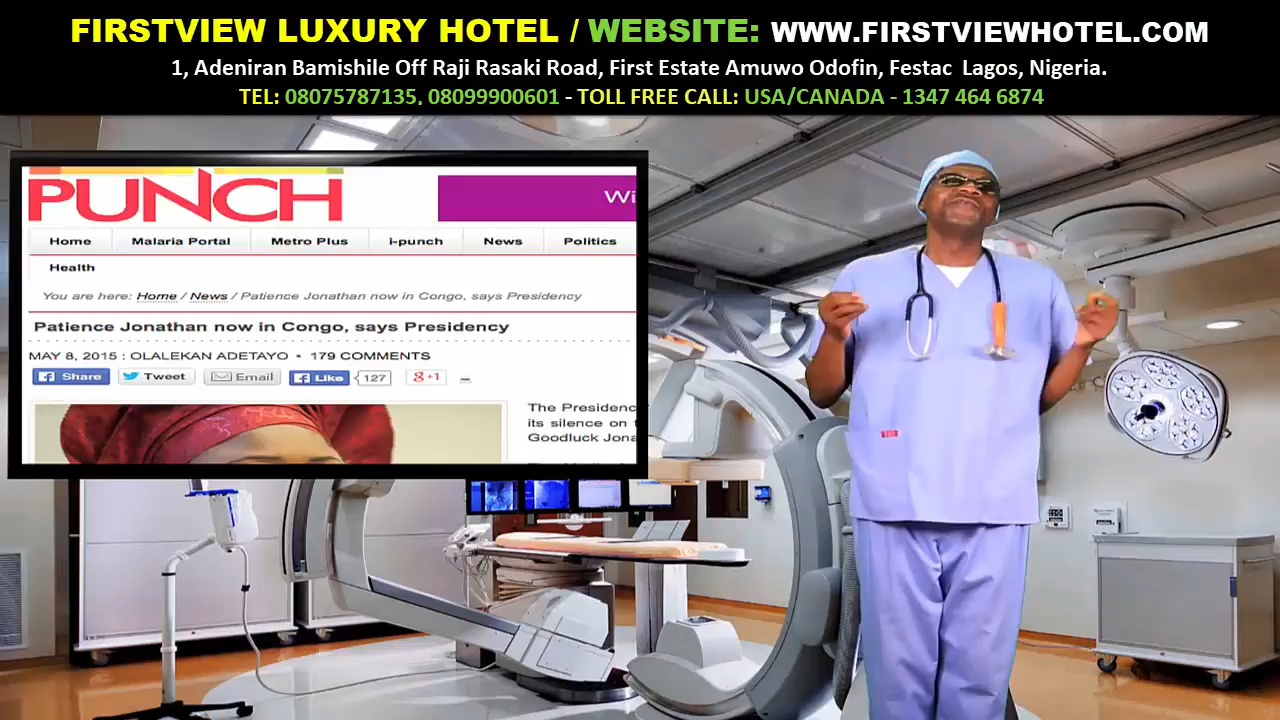 FIRSTVIEW LUXURY HOTEL / WEBSITE: WWW.FIRSTVIEWHOTEL.COM
1, Adeniran Bamishile Off Raji Rasaki Road, First Estate Amuwo Odofin, Festac Lagos, Nigeria.
TEL: 08075787135, 08099900601 - TOLL FREE CALL: USA/CANADA - 1347 464 6874
PUNCH
Wi
Home Malaria Portal Metro Plus i-punch News Politics
Health
You are here: Home / News / Patience Jonathan now in Congo, says Presidency
Patience Jonathan now in Congo, says Presidency
MAY 8, 2015 : OLALEKAN ADETAYO • 179 COMMENTS
Share Tweet Email Like 127 g+1
The Presidenc
its silence on t
Goodluck Jona